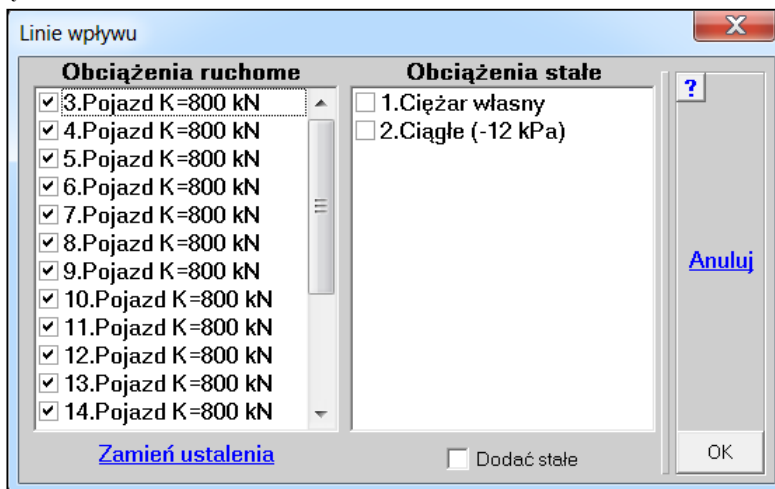 Linie wpływu
X
Obciążenia ruchome
3.Pojazd K=800 kN
4.Pojazd K=800 kN
5.Pojazd K=800 kN
6.Pojazd K=800 kN
7.Pojazd K=800 kN
8.Pojazd K=800 kN
9.Pojazd K=800 kN
10.Pojazd K=800 kN
11.Pojazd K=800 kN
12.Pojazd K=800 kN
13.Pojazd K=800 kN
14.Pojazd K=800 kN
Zamień ustalenia
Obciążenia stałe
1.Ciężar własny
2.Ciągłe (-12 kPa)
Dodać stałe
?
Anuluj
OK